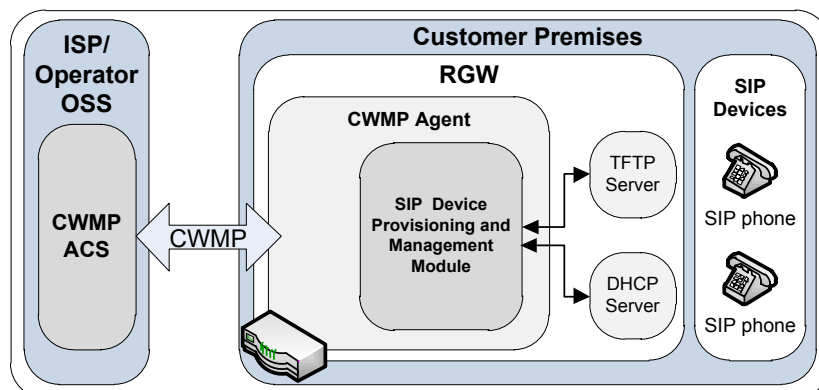 ISP/
Operator
OSS
CWMP
ACS
CWMP
Customer Premises
RGW
CWMP Agent
SIP Device
Provisioning and
Management
Module
TFTP
Server
DHCP
Server
SIP
Devices
SIP phone
SIP phone